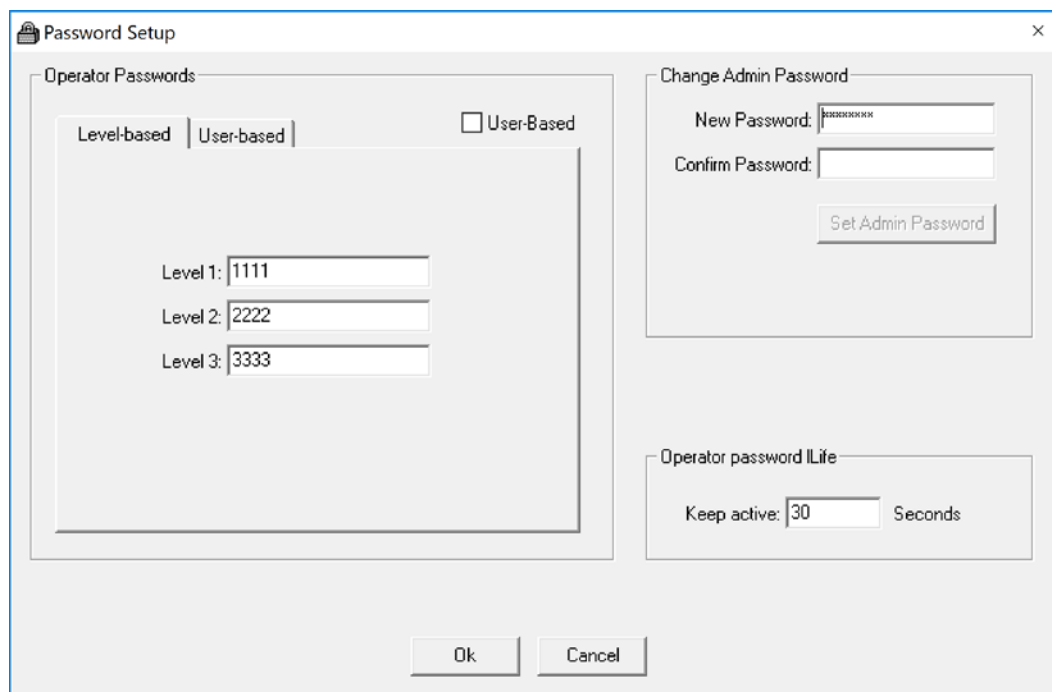 Password Setup
Operator Passwords
Level-based
User-based
User-Based
Level 1: 1111
Level 2: 2222
Level 3: 3333
Change Admin Password
New Password: ********
Confirm Password:
Set Admin Password
Operator password lLife
Keep active: 30 Seconds
Ok
Cancel